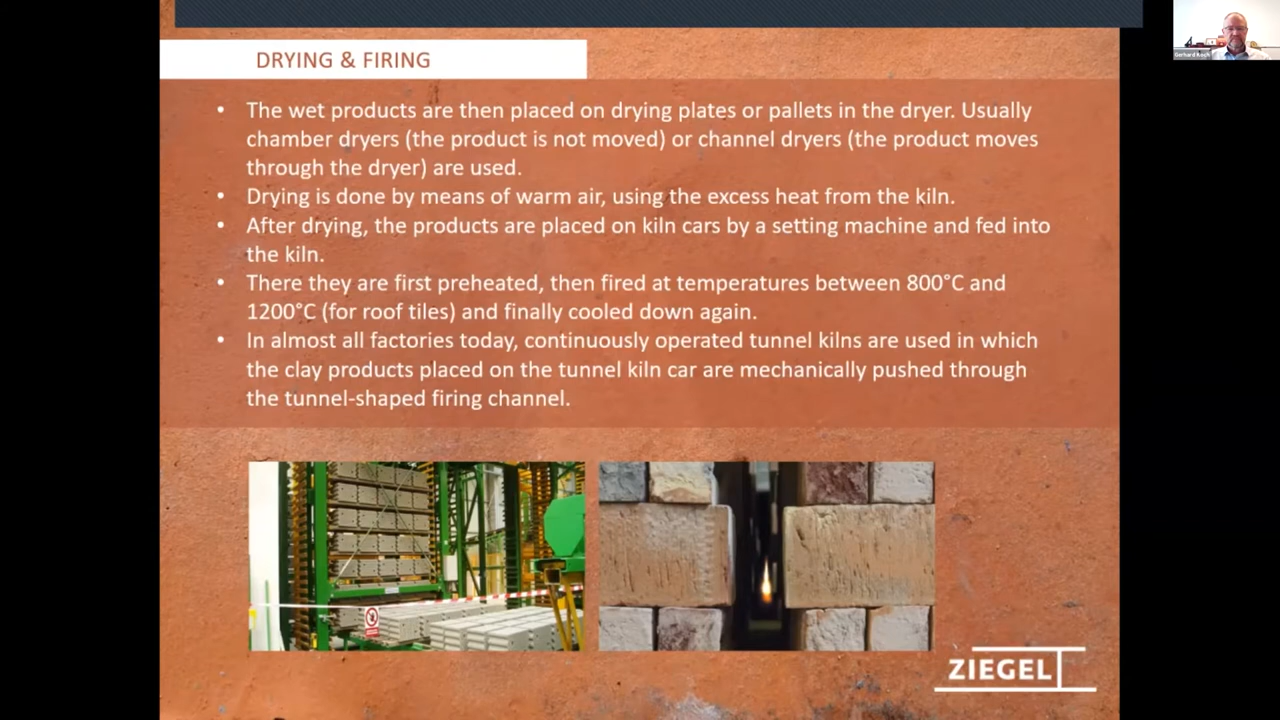 DRYING & FIRING
• The wet products are then placed on drying plates or pallets in the dryer. Usually
chamber dryers (the product is not moved) or channel dryers (the product moves
through the dryer) are used.
• Drying is done by means of warm air, using the excess heat from the kiln.
• After drying, the products are placed on kiln cars by a setting machine and fed into
the kiln.
• There they are first preheated, then fired at temperatures between 800°C and
1200°C (for roof tiles) and finally cooled down again.
• In almost all factories today, continuously operated tunnel kilns are used in which
the clay products placed on the tunnel kiln car are mechanically pushed through
the tunnel-shaped firing channel.
ZIEGEL
Gerhard